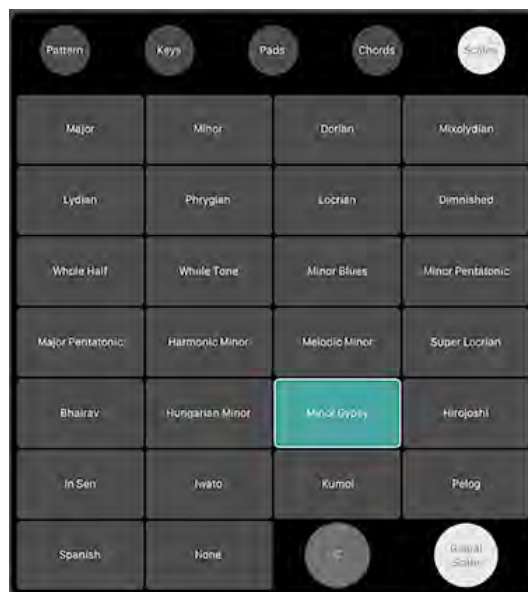 Pattern Keys Pads Chords Scales
Major Minor Dorian Mixolydian
Lydian Phrygian Locrian Dimnished
Whole Half Whole Tone Minor Blues Minor Pentatonic
Major Pentatonic Harmonic Minor Melodic Minor Super Locrian
Bhairav Hungarian Minor Minor Gypsy Hirojoshi
In Sen Iwato Kumoi Pelog
Spanish None C Global
Scale